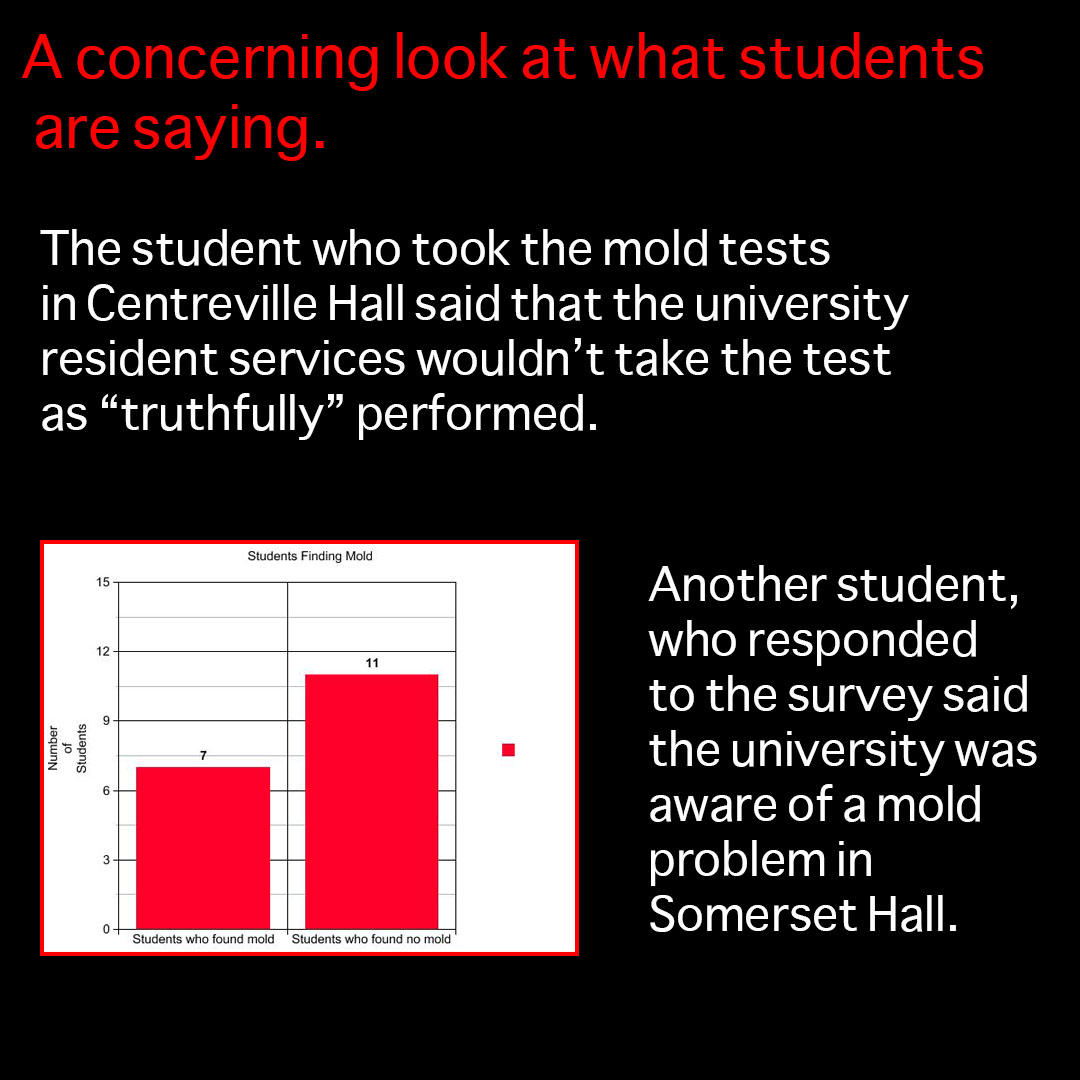 A concerning look at what students
are saying.
The student who took the mold tests
in Centreville Hall said that the university
resident services wouldn’t take the test
as “truthfully” performed.
Students Finding Mold
15
12
9
6
3
0
Number
of
Students
7
11
Students who found mold
Students who found no mold
Another student,
who responded
to the survey said
the university was
aware of a mold
problem in
Somerset Hall.